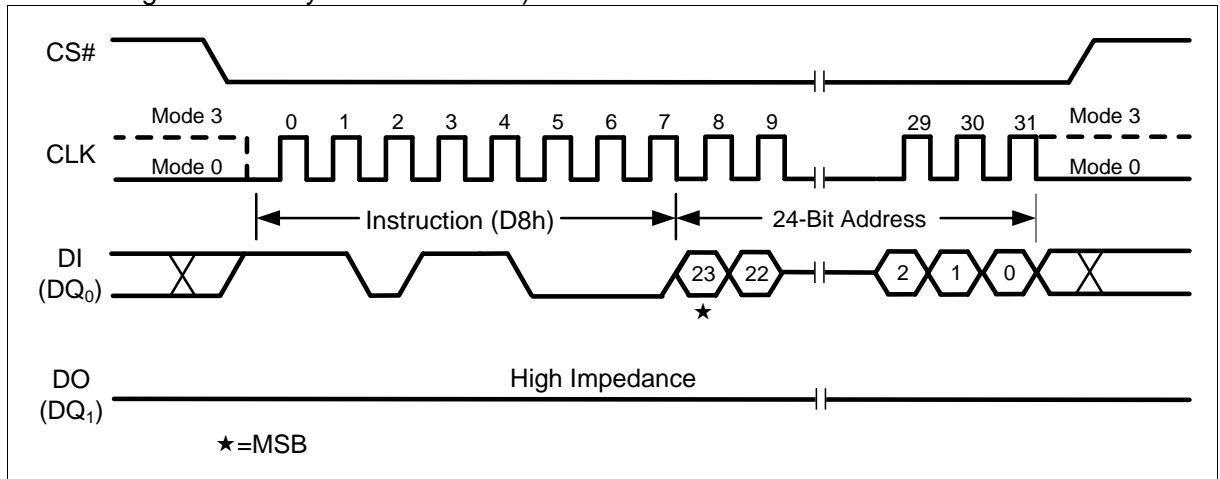 CS#
Mode 3
0 1 2 3 4 5 6 7 8 9 29 30 31
Mode 3
CLK
Mode 0
Mode 0
Instruction (D8h)
24-Bit Address
DI
(DQ₀)
23 22 2 1 0
★
DO
(DQ₁)
High Impedance
★=MSB